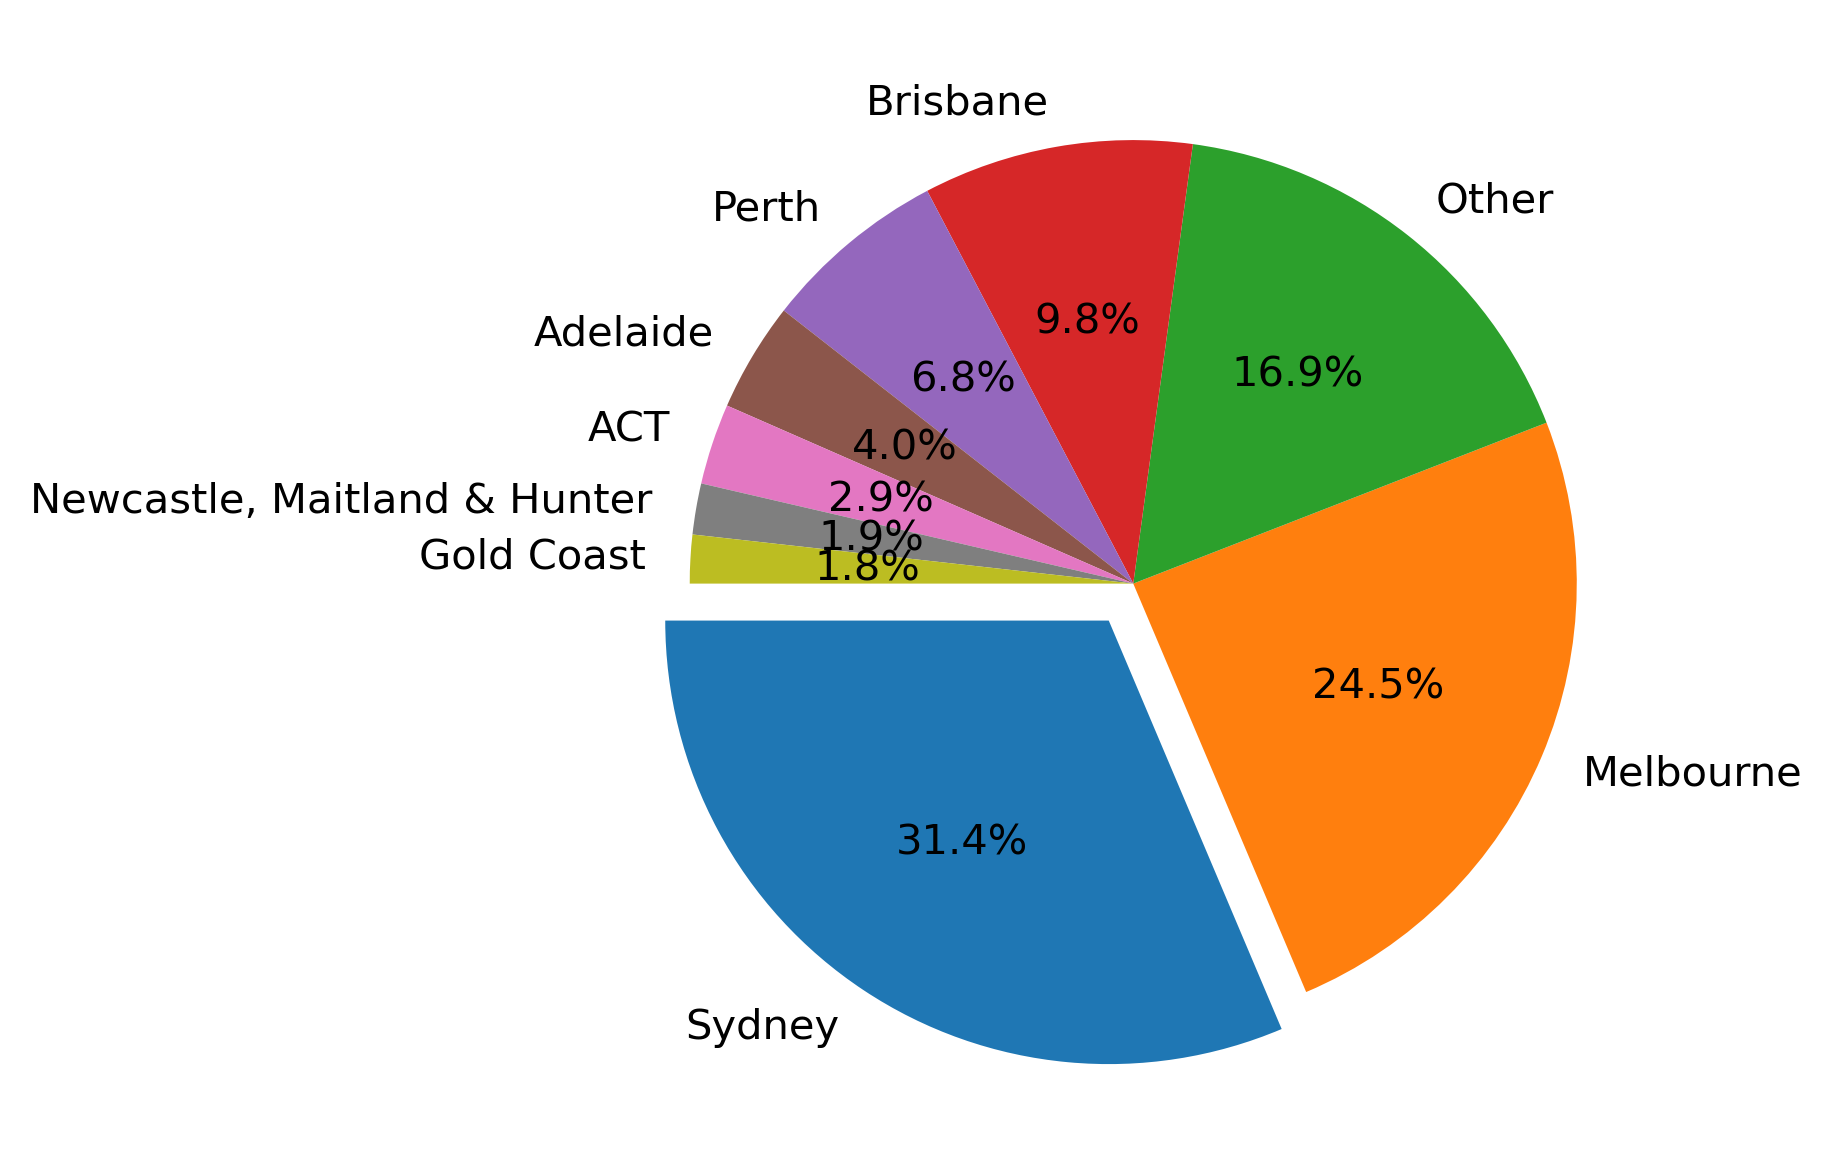 Brisbane
Other
Perth
9.8%
Adelaide
6.8%
16.9%
ACT
4.0%
Newcastle, Maitland & Hunter
2.9%
1.9%
Gold Coast
1.8%
24.5%
Melbourne
31.4%
Sydney